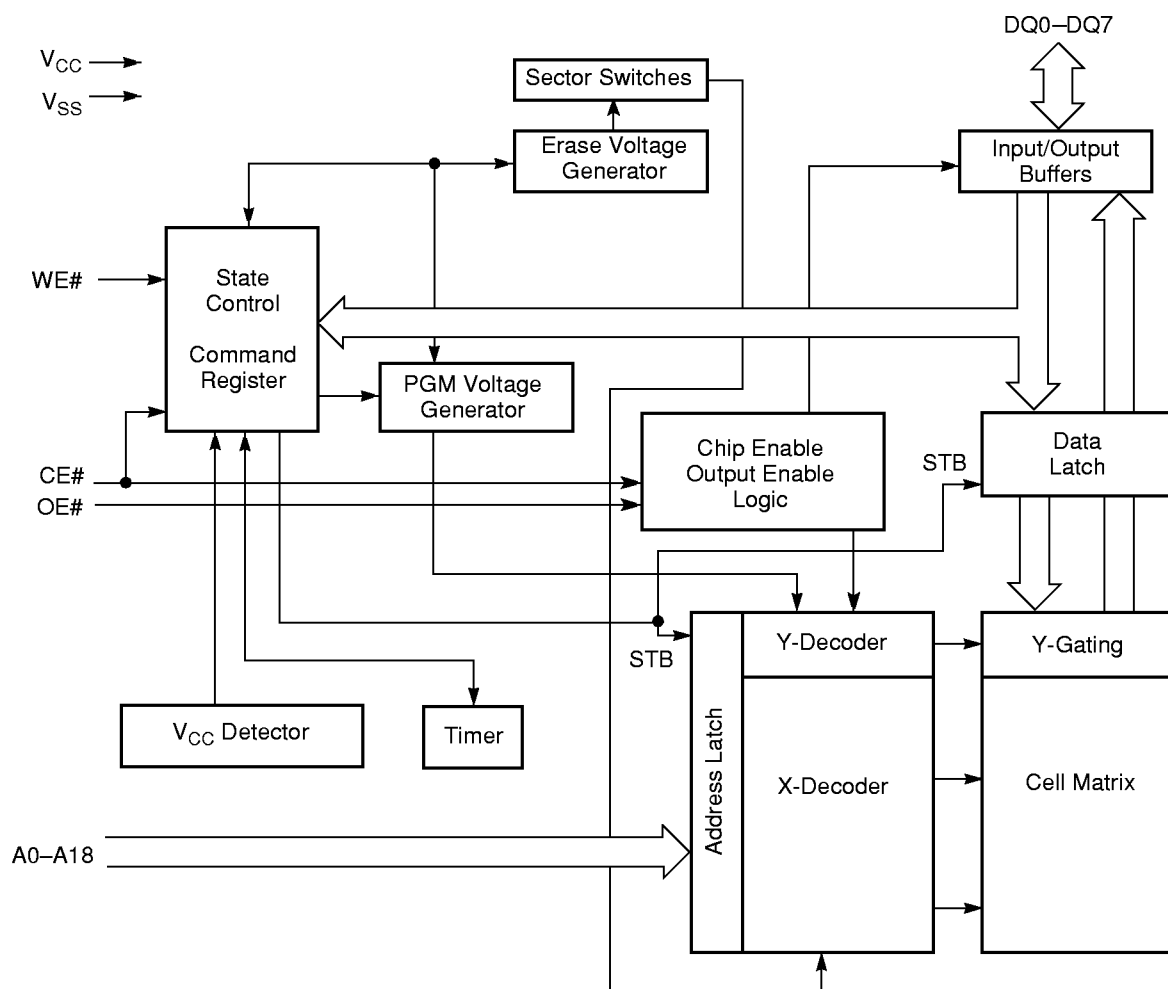 DQ0–DQ7
VCC
VSS
Sector Switches
Erase Voltage
Generator
Input/Output
Buffers
WE#
State
Control
Command
Register
PGM Voltage
Generator
CE#
OE#
Chip Enable
Output Enable
Logic
STB
Data
Latch
STB
Y-Decoder
Y-Gating
VCC Detector
Timer
Address Latch
X-Decoder
Cell Matrix
A0–A18